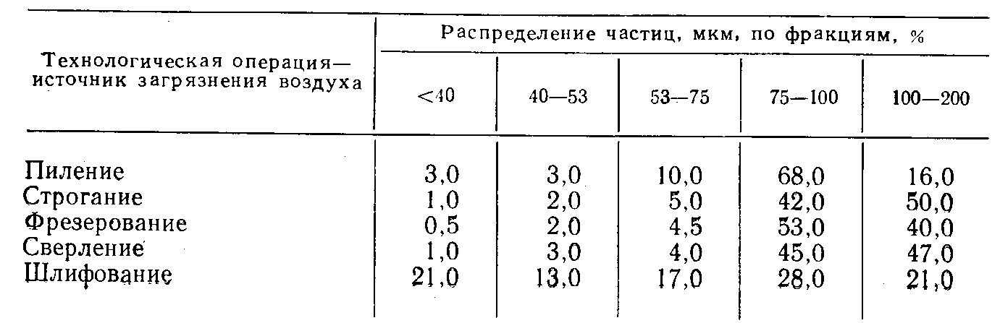 Распределение частиц, мкм, по фракциям, %
Технологическая операция—
источник загрязнения воздуха
<40 40—53 53—75 75—100 100—200
Пиление 3,0 3,0 10,0 68,0 16,0
Строгание 1,0 2,0 5,0 42,0 50,0
Фрезерование 0,5 2,0 4,5 53,0 40,0
Сверление 1,0 3,0 4,0 45,0 47,0
Шлифование 21,0 13,0 17,0 28,0 21,0